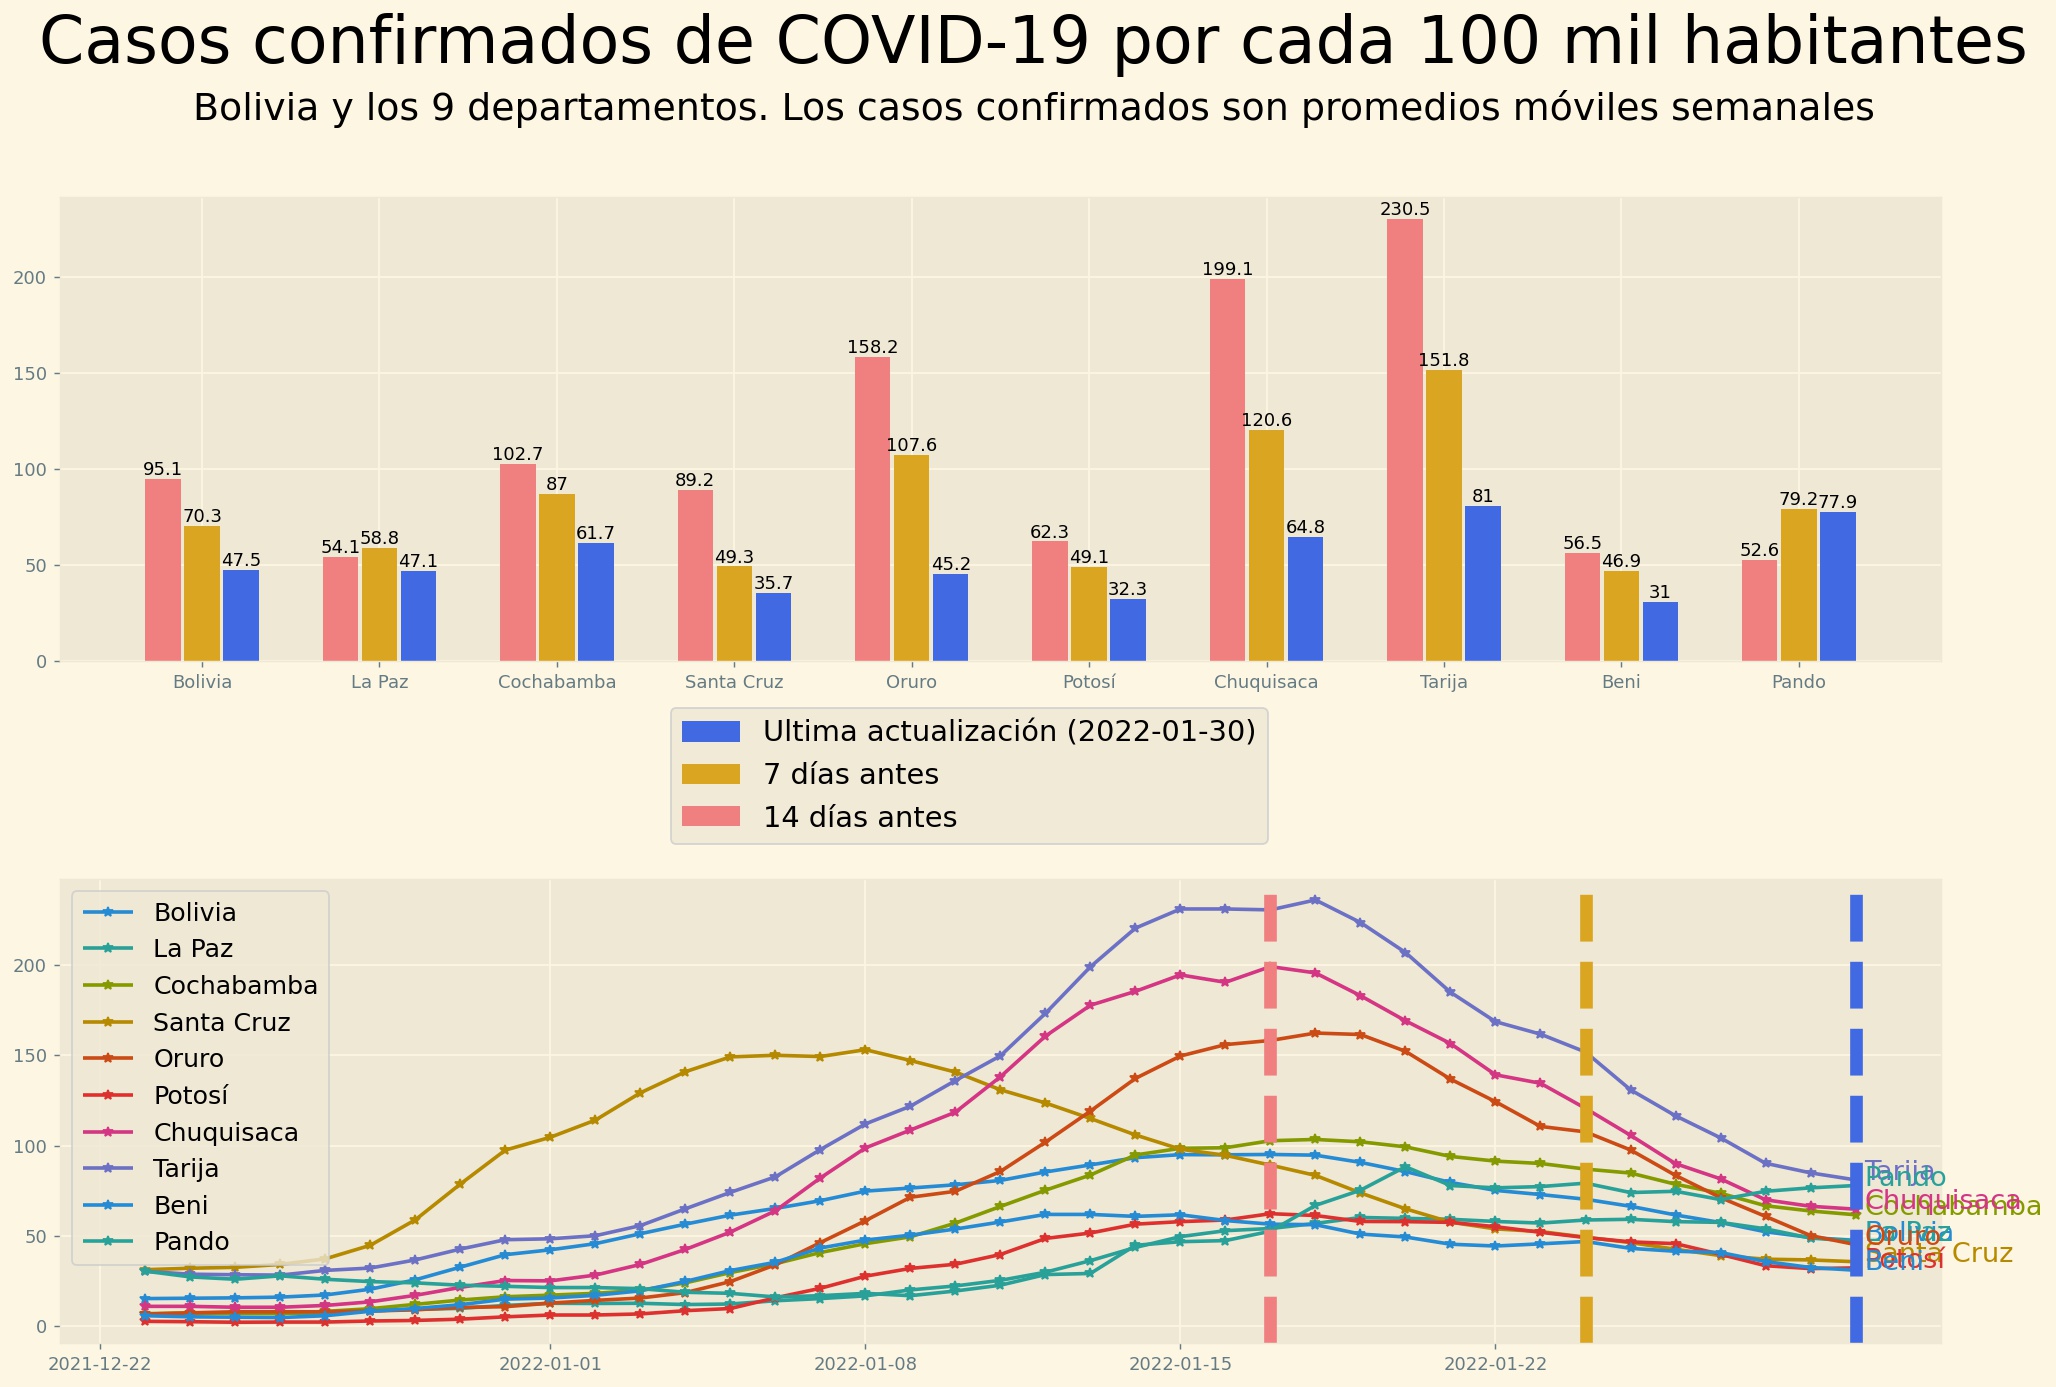 Casos confirmados de COVID-19 por cada 100 mil habitantes
Bolivia y los 9 departamentos. Los casos confirmados son promedios móviles semanales
230.5
199.1
200
158.2
151.8
150
120.6
107.6
102.7
95.1
100
87
89.2
81
79.2 77.9
70.3
61.7
62.3
64.8
54.1 58.8
56.5
52.6
50
47.5
47.1
49.3
45.2
49.1
46.9
35.7
32.3
31
0
Bolivia La Paz Cochabamba Santa Cruz Oruro Potosí Chuquisaca Tarija Beni Pando
Ultima actualización (2022-01-30)
7 días antes
14 días antes
Bolivia
La Paz
Cochabamba
Santa Cruz
Oruro
Potosí
Chuquisaca
Tarija
Beni
Pando
200
150
100
50
0
Tarija
Pando
Chuquisaca
Cochabamba
Bolivia
La Paz
Oruro
Santa Cruz
Potosí
Beni
2021-12-22 2022-01-01 2022-01-08 2022-01-15 2022-01-22